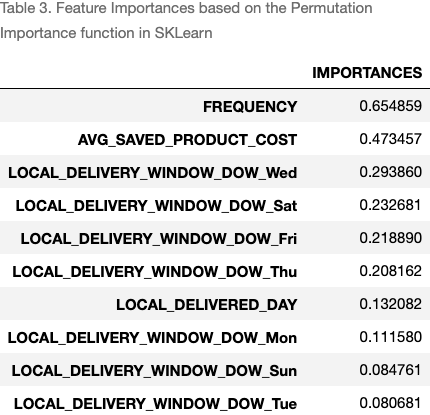 Table 3. Feature Importances based on the Permutation
Importance function in SKLearn
IMPORTANCES
FREQUENCY 0.654859
AVG_SAVED_PRODUCT_COST 0.473457
LOCAL_DELIVERY_WINDOW_DOW_Wed 0.293860
LOCAL_DELIVERY_WINDOW_DOW_Sat 0.232681
LOCAL_DELIVERY_WINDOW_DOW_Fri 0.218890
LOCAL_DELIVERY_WINDOW_DOW_Thu 0.208162
LOCAL_DELIVERED_DAY 0.132082
LOCAL_DELIVERY_WINDOW_DOW_Mon 0.111580
LOCAL_DELIVERY_WINDOW_DOW_Sun 0.084761
LOCAL_DELIVERY_WINDOW_DOW_Tue 0.080681